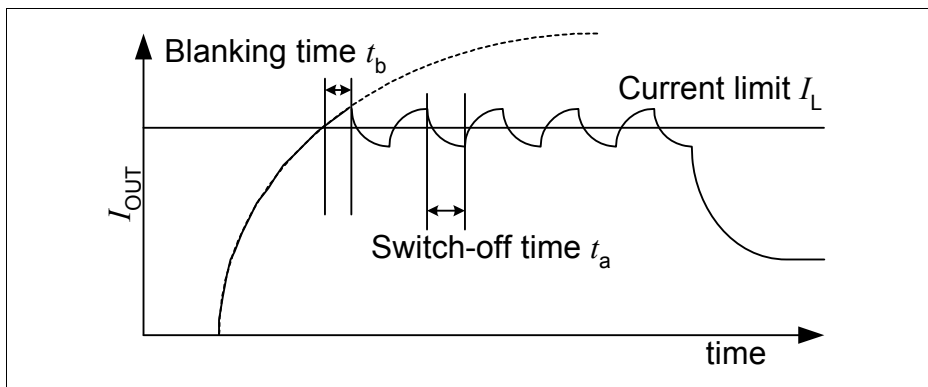 Blanking time tb
Current limit IL
IOUT
Switch-off time ta
time